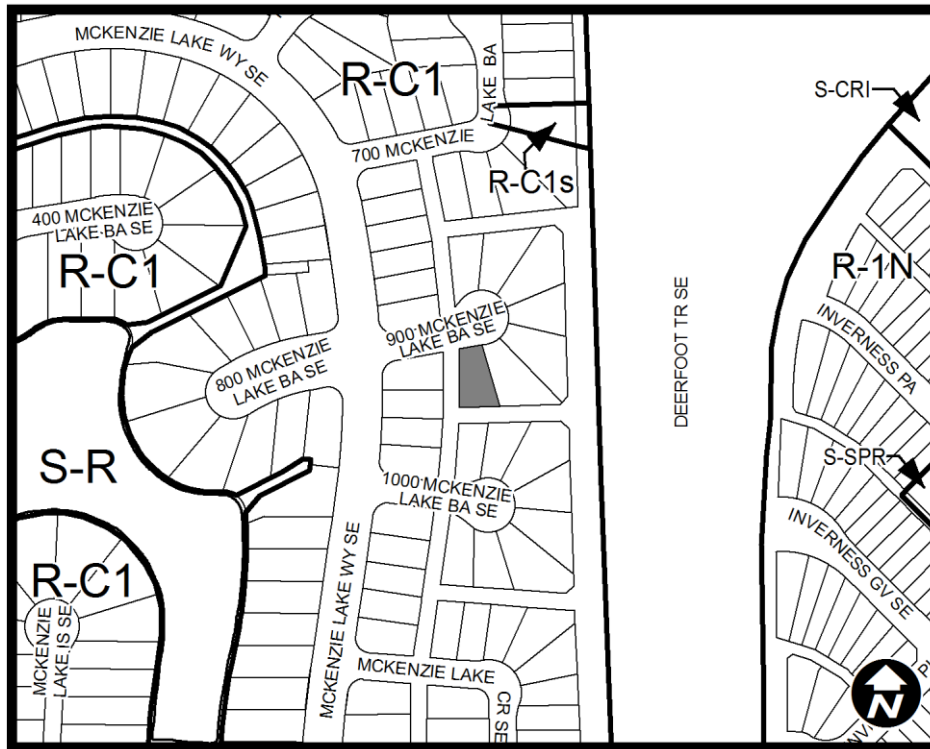 MCKENZIE LAKE WY SE
R-C1
LAKE BA
S-CRI
700 MCKENZIE
R-C1s
400 MCKENZIE
LAKE BA SE
R-C1
R-1N
900 MCKENZIE
LAKE BA SE
INVERNESS PA
DEERFOOT TR SE
800 MCKENZIE
LAKE BA SE
S-R
S-SPR
1000 MCKENZIE
LAKE BA SE
INVERNESS GV SE
MCKENZIE LAKE WY SE
R-C1
MCKENZIE
LAKE IS SE
MCKENZIE LAKE
CR SE
N